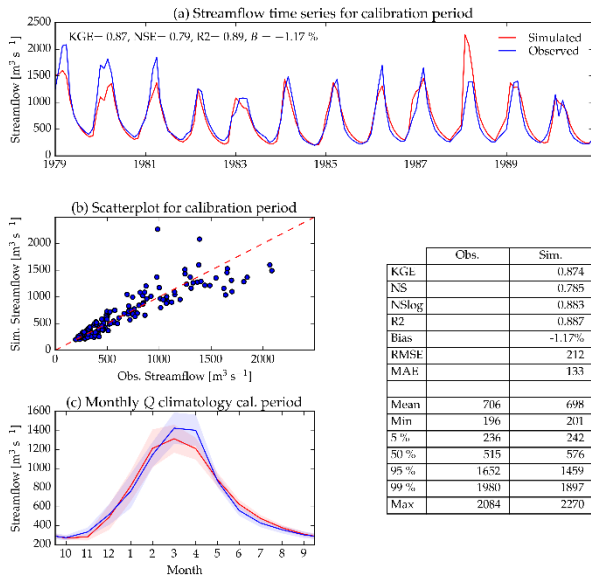 (a) Streamflow time series for calibration period
KGE= 0.87, NSE= 0.79, R2= 0.89, B = −1.17 %
Simulated
Observed
Streamflow [m³ s⁻¹]
2500
2000
1500
1000
500
0
1979 1981 1983 1985 1987 1989
(b) Scatterplot for calibration period
Sim. Streamflow [m³ s⁻¹]
2000
1500
1000
500
0
0 500 1000 1500 2000
Obs. Streamflow [m³ s⁻¹]
(c) Monthly Q climatology cal. period
Streamflow [m³ s⁻¹]
1600
1400
1200
1000
800
600
400
200
10 11 12 1 2 3 4 5 6 7 8 9
Month
Obs. Sim.
KGE 0.874
NS 0.785
NSlog 0.883
R2 0.887
Bias -1.17%
RMSE 212
MAE 133
Mean 706 698
Min 196 201
5 % 236 242
50 % 515 576
95 % 1652 1459
99 % 1980 1897
Max 2084 2270